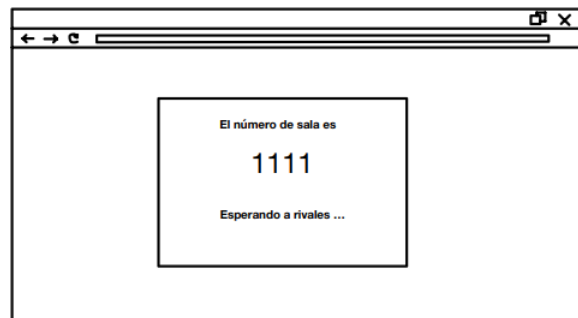 El número de sala es
1111
Esperando a rivales ...